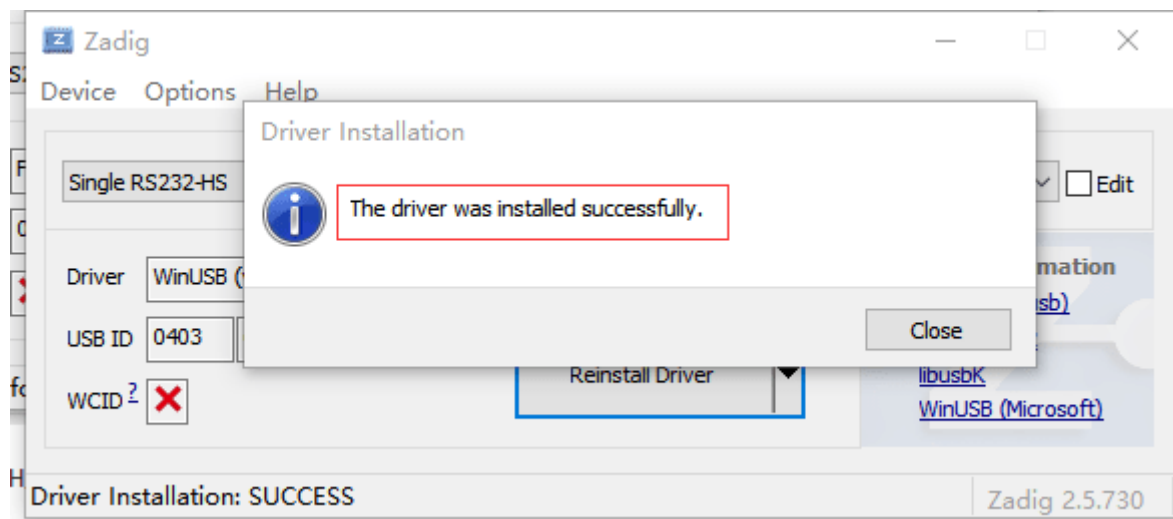 Zadig
Device Options Help
Driver Installation
Single RS232-HS
The driver was installed successfully.
Edit
Driver WinUSB (
USB ID 0403
Close
WCID ?
Reinstall Driver
libusbK
WinUSB (Microsoft)
Driver Installation: SUCCESS
Zadig 2.5.730